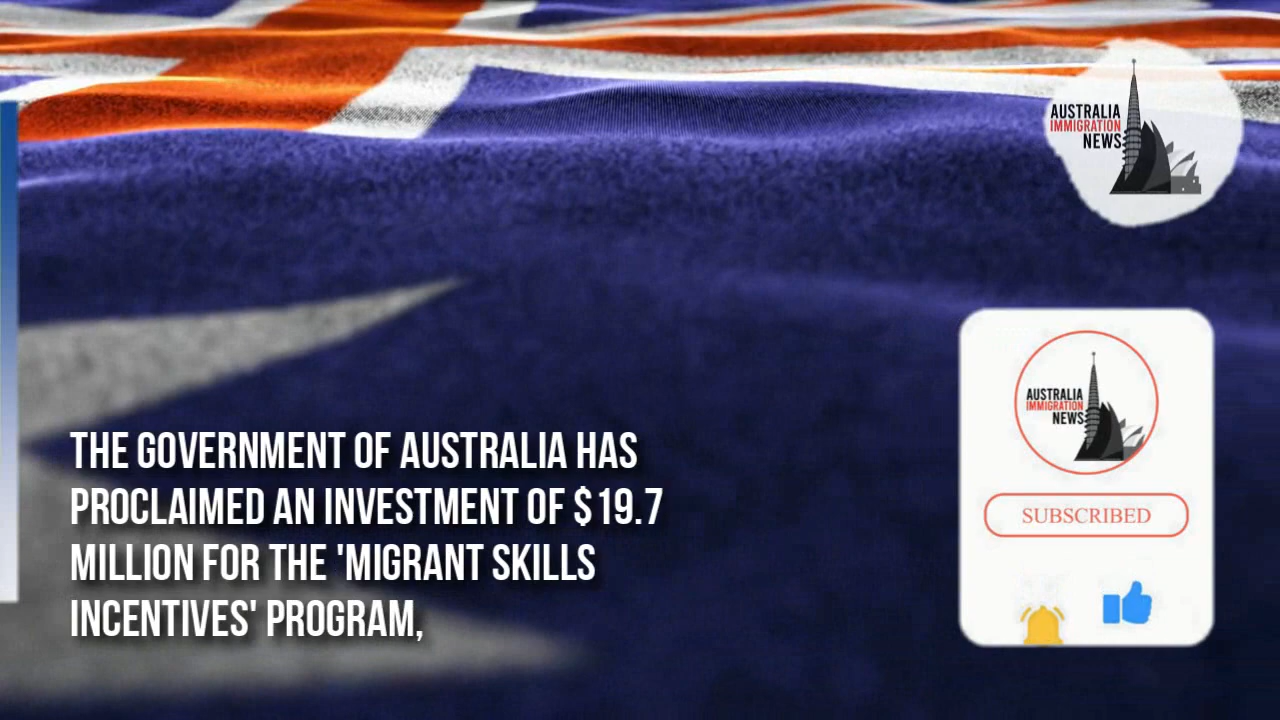 AUSTRALIA
IMMIGRATION
NEWS
AUSTRALIA
IMMIGRATION
NEWS
SUBSCRIBED
THE GOVERNMENT OF AUSTRALIA HAS
PROCLAIMED AN INVESTMENT OF $19.7
MILLION FOR THE 'MIGRANT SKILLS
INCENTIVES' PROGRAM,